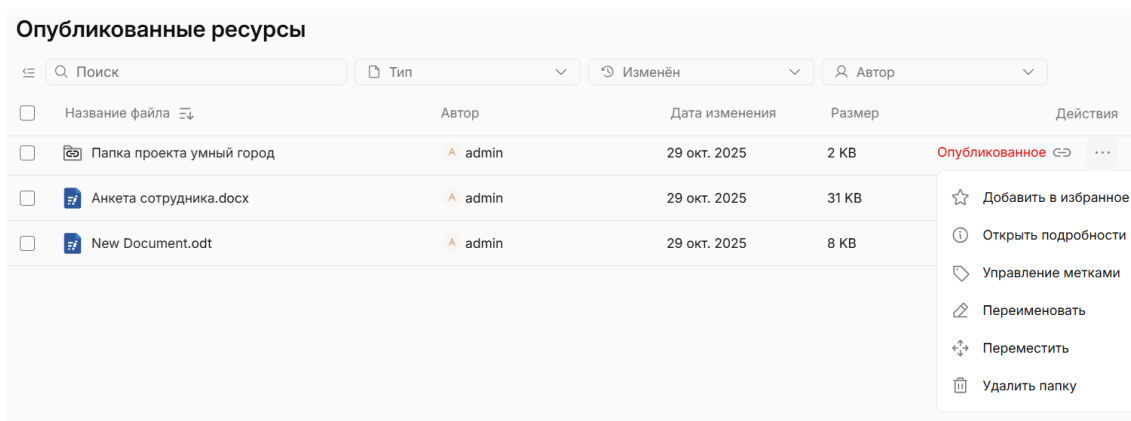 Опубликованные ресурсы
Поиск Тип Изменён Автор
Название файла Автор Дата изменения Размер Действия
Папка проекта умный город A admin 29 окт. 2025 2 KB Опубликованное ...
Анкета сотрудника.docx A admin 29 окт. 2025 31 KB
New Document.odt A admin 29 окт. 2025 8 KB
Добавить в избранное
Открыть подробности
Управление метками
Переименовать
Переместить
Удалить папку